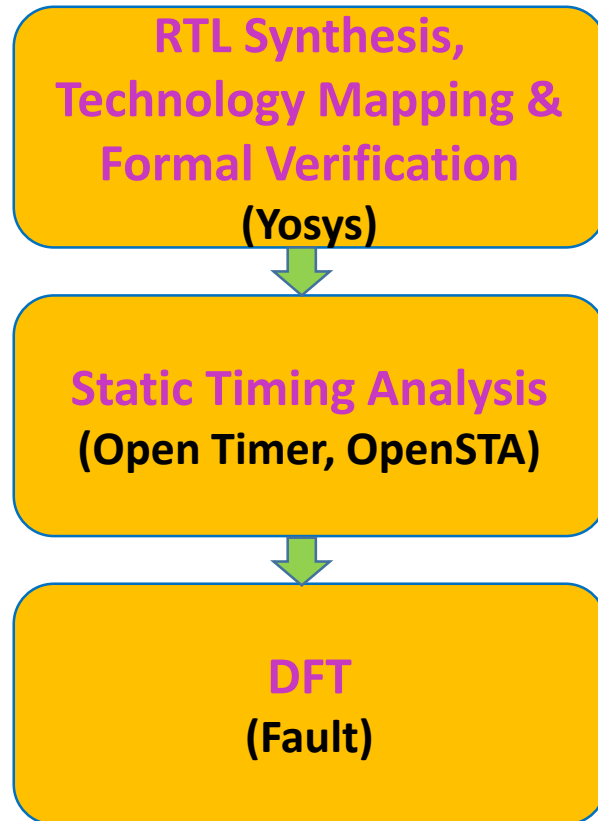 RTL Synthesis,
Technology Mapping &
Formal Verification
(Yosys)
Static Timing Analysis
(Open Timer, OpenSTA)
DFT
(Fault)